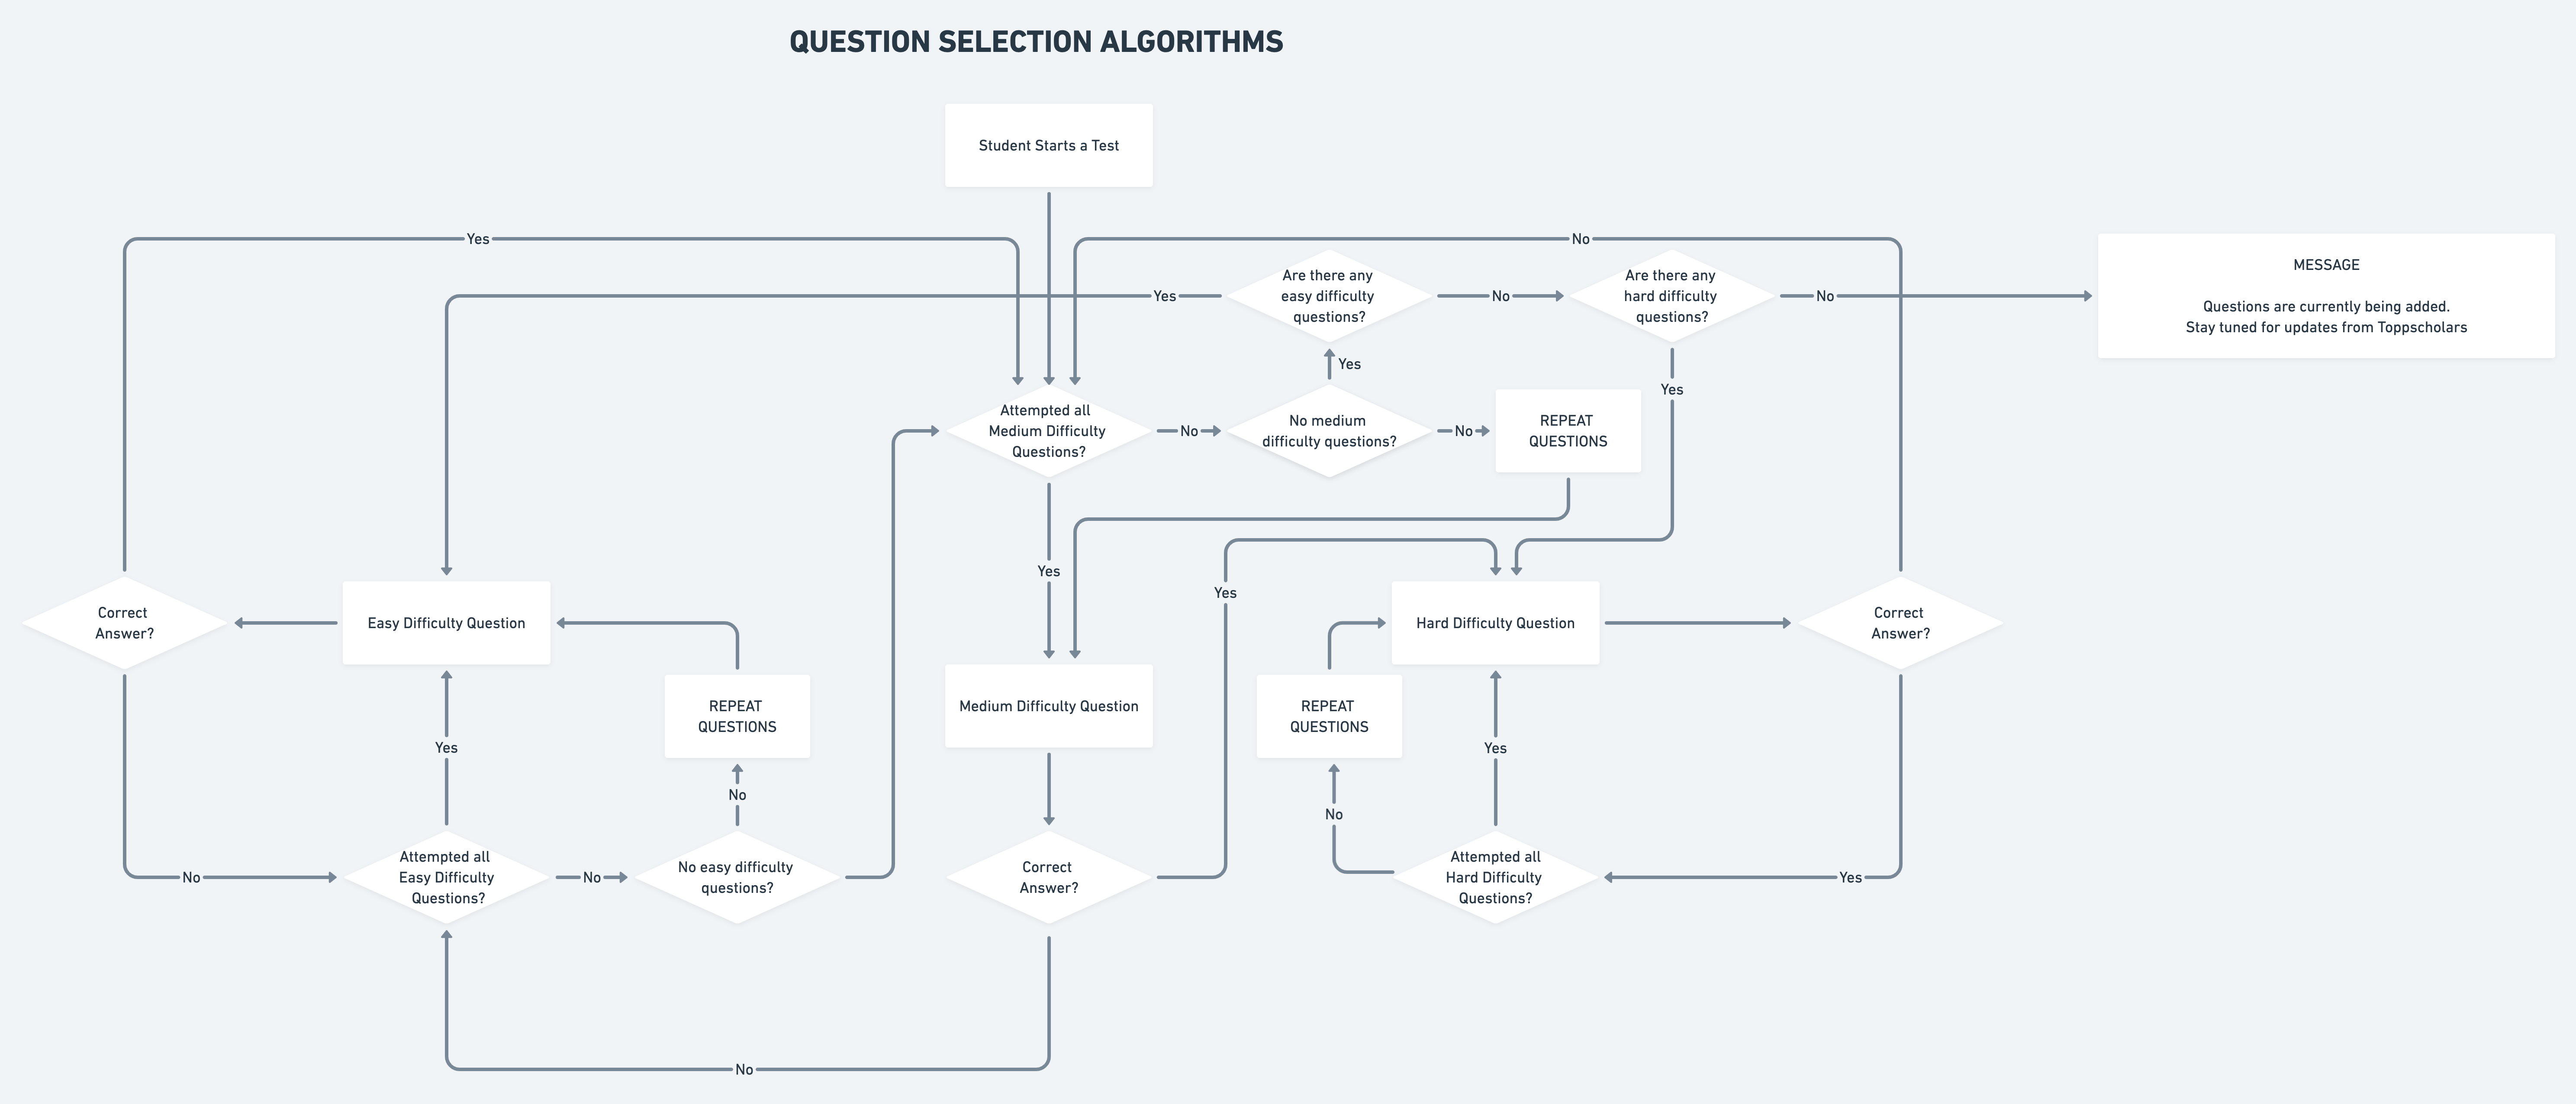 QUESTION SELECTION ALGORITHMS
Student Starts a Test
Yes
No
MESSAGE
Questions are currently being added.
Stay tuned for updates from Toppscholars
Are there any
easy difficulty
questions?
Are there any
hard difficulty
questions?
Yes
No
No
Yes
Yes
Attempted all
Medium Difficulty
Questions?
No
No medium
difficulty questions?
No
REPEAT
QUESTIONS
Yes
Yes
Correct
Answer?
Easy Difficulty Question
Hard Difficulty Question
Correct
Answer?
REPEAT
QUESTIONS
Medium Difficulty Question
REPEAT
QUESTIONS
Yes
Yes
No
No
Attempted all
Easy Difficulty
Questions?
No easy difficulty
questions?
Correct
Answer?
Attempted all
Hard Difficulty
Questions?
No
No
Yes
No